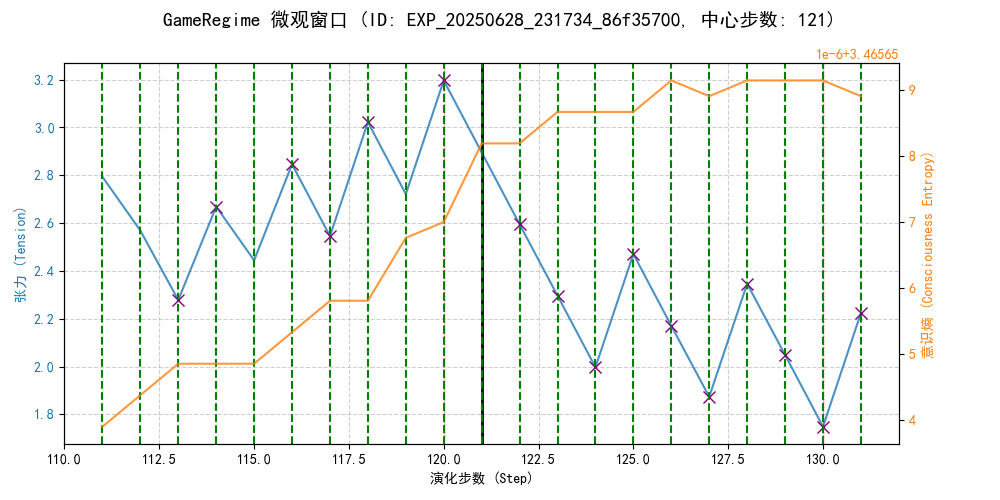 GameRegime 微观窗口 (ID: EXP_20250628_231734_86f35700, 中心步数: 121)
1e-6+3.46565
3.2
3.0
2.8
2.6
2.4
2.2
2.0
1.8
张力 (Tension)
9
8
7
6
5
4
意识熵 (Consciousness Entropy)
110.0 112.5 115.0 117.5 120.0 122.5 125.0 127.5 130.0
演化步数 (Step)